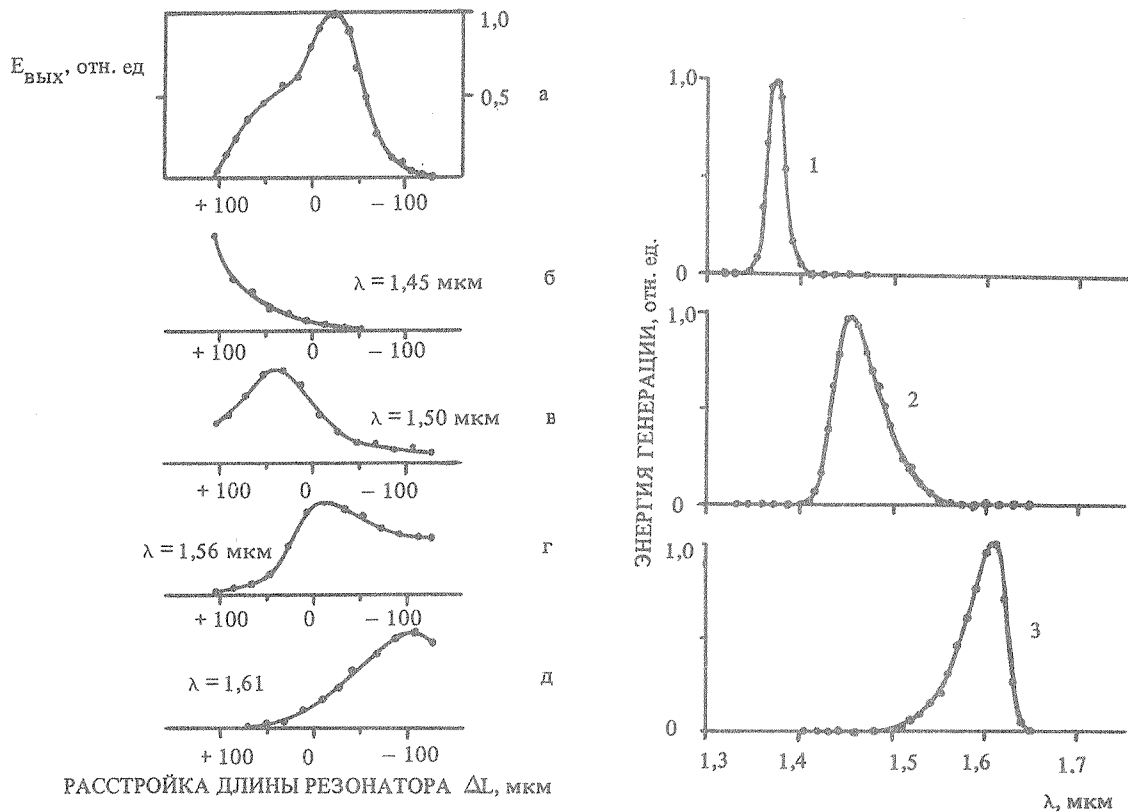 E ВЫХ, отн. ед
1,0
0,5
а
+ 100 0 − 100
λ = 1,45 мкм
б
+ 100 0 − 100
λ = 1,50 мкм
в
+ 100 0 − 100
λ = 1,56 мкм
г
+ 100 0 − 100
λ = 1,61
д
+ 100 0 − 100
РАССТРОЙКА ДЛИНЫ РЕЗОНАТОРА ΔL, мкм
ЭНЕРГИЯ ГЕНЕРАЦИИ, отн. ед.
1,0
1
0
1,0
2
0
1,0
3
0
1,3 1,4 1,5 1,6 1.7
λ, мкм